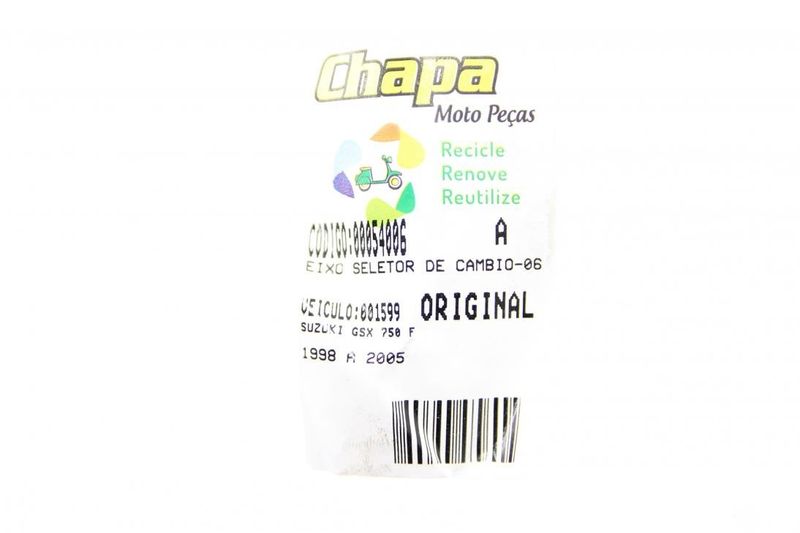 Chapa
Moto Peças
Recicle
Renove
Reutilize
CODIGO:00054006 A
EIXO SELETOR DE CAMBIO-06
VEICULO:001599 ORIGINAL
SUZUKI GSX 750 F
1998 A 2005